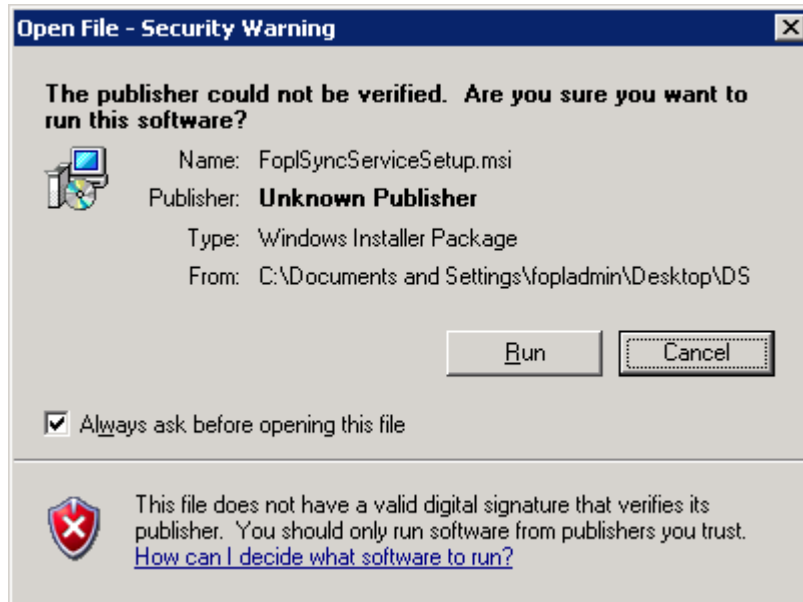 Open File - Security Warning
The publisher could not be verified.  Are you sure you want to
run this software?
Name: FoplSyncServiceSetup.msi
Publisher: Unknown Publisher
Type: Windows Installer Package
From: C:\Documents and Settings\fopladmin\Desktop\DS
Run Cancel
Always ask before opening this file
This file does not have a valid digital signature that verifies its
publisher.  You should only run software from publishers you trust.
How can I decide what software to run?